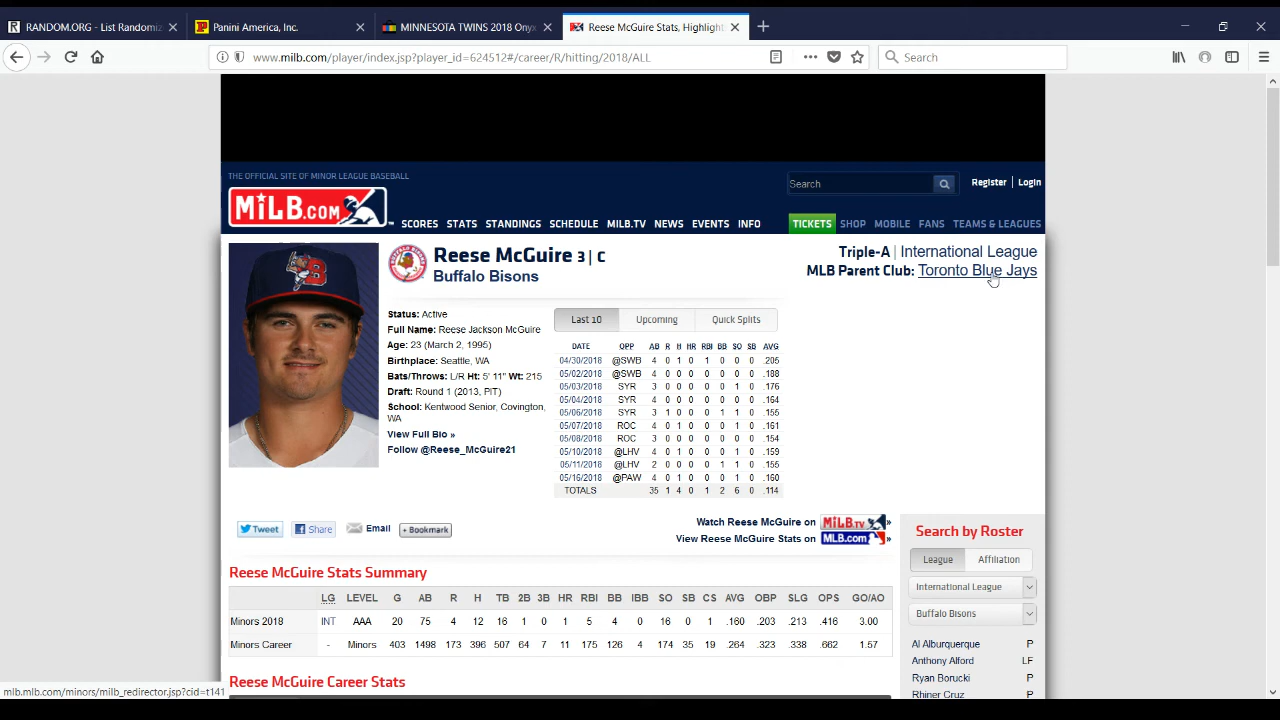 RANDOM.ORG - List Randomiz
Panini America, Inc.
MINNESOTA TWINS 2018 Onyx
Reese McGuire Stats, Highlight
www.milb.com/player/index.jsp?player_id=624512#/career/R/hitting/2018/ALL
Search
THE OFFICIAL SITE OF MINOR LEAGUE BASEBALL
MiLB.COM
Search
Register | Login
SCORES STATS STANDINGS SCHEDULE MILB.TV NEWS EVENTS INFO
TICKETS SHOP MOBILE FANS TEAMS & LEAGUES
Reese McGuire 3 | C
Buffalo Bisons
Triple-A | International League
MLB Parent Club: Toronto Blue Jays
Status: Active
Full Name: Reese Jackson McGuire
Age: 23 (March 2, 1995)
Birthplace: Seattle, WA
Bats/Throws: L/R Ht: 5' 11" Wt: 215
Draft: Round 1 (2013, PIT)
School: Kentwood Senior, Covington,
WA
View Full Bio »
Follow @Reese_McGuire21
Last 10 Upcoming Quick Splits
DATE OPP AB R H HR RBI BB SO SB AVG
04/30/2018 @SWB 4 0 1 0 1 0 0 0 .205
05/02/2018 @SWB 4 0 0 0 0 0 0 0 .188
05/03/2018 SYR 3 0 0 0 0 0 1 0 .176
05/04/2018 SYR 4 0 0 0 0 0 0 0 .164
05/06/2018 SYR 3 1 0 0 0 1 1 0 .155
05/07/2018 ROC 4 0 1 0 0 0 1 0 .161
05/08/2018 ROC 3 0 0 0 0 0 0 0 .154
05/10/2018 @LHV 4 0 1 0 0 0 1 0 .159
05/11/2018 @LHV 2 0 0 0 0 1 1 0 .155
05/16/2018 @PAW 4 0 1 0 0 0 1 0 .160
TOTALS 35 1 4 0 1 2 6 0 .114
Tweet
Share
Email
+ Bookmark
Watch Reese McGuire on MiLB.TV »
View Reese McGuire Stats on MLB.com »
Search by Roster
League Affiliation
International League
Buffalo Bisons
Al Alburquerque P
Anthony Alford LF
Ryan Borucki P
Rhiner Cruz P
Reese McGuire Stats Summary
LG LEVEL G AB R H TB 2B 3B HR RBI BB IBB SO SB CS AVG OBP SLG OPS GO/AO
Minors 2018 INT AAA 20 75 4 12 16 1 0 1 3 4 0 16 0 1 .160 .203 .213 .416 3.00
Minors Career - Minors 403 1498 173 396 507 64 7 11 175 126 4 174 35 19 .264 .323 .338 .662 1.57
Reese McGuire Career Stats
mlb.mlb.com/minors/milb_redirector.jsp?cid=t141